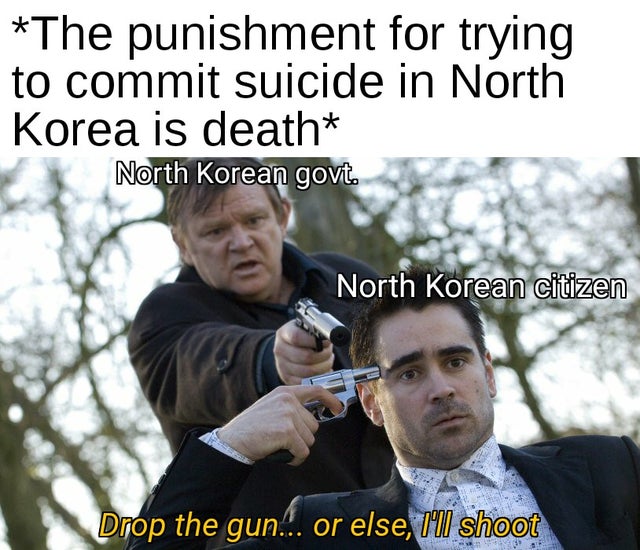 *The punishment for trying
to commit suicide in North
Korea is death*
North Korean govt.
North Korean citizen
Drop the gun... or else, I'll shoot